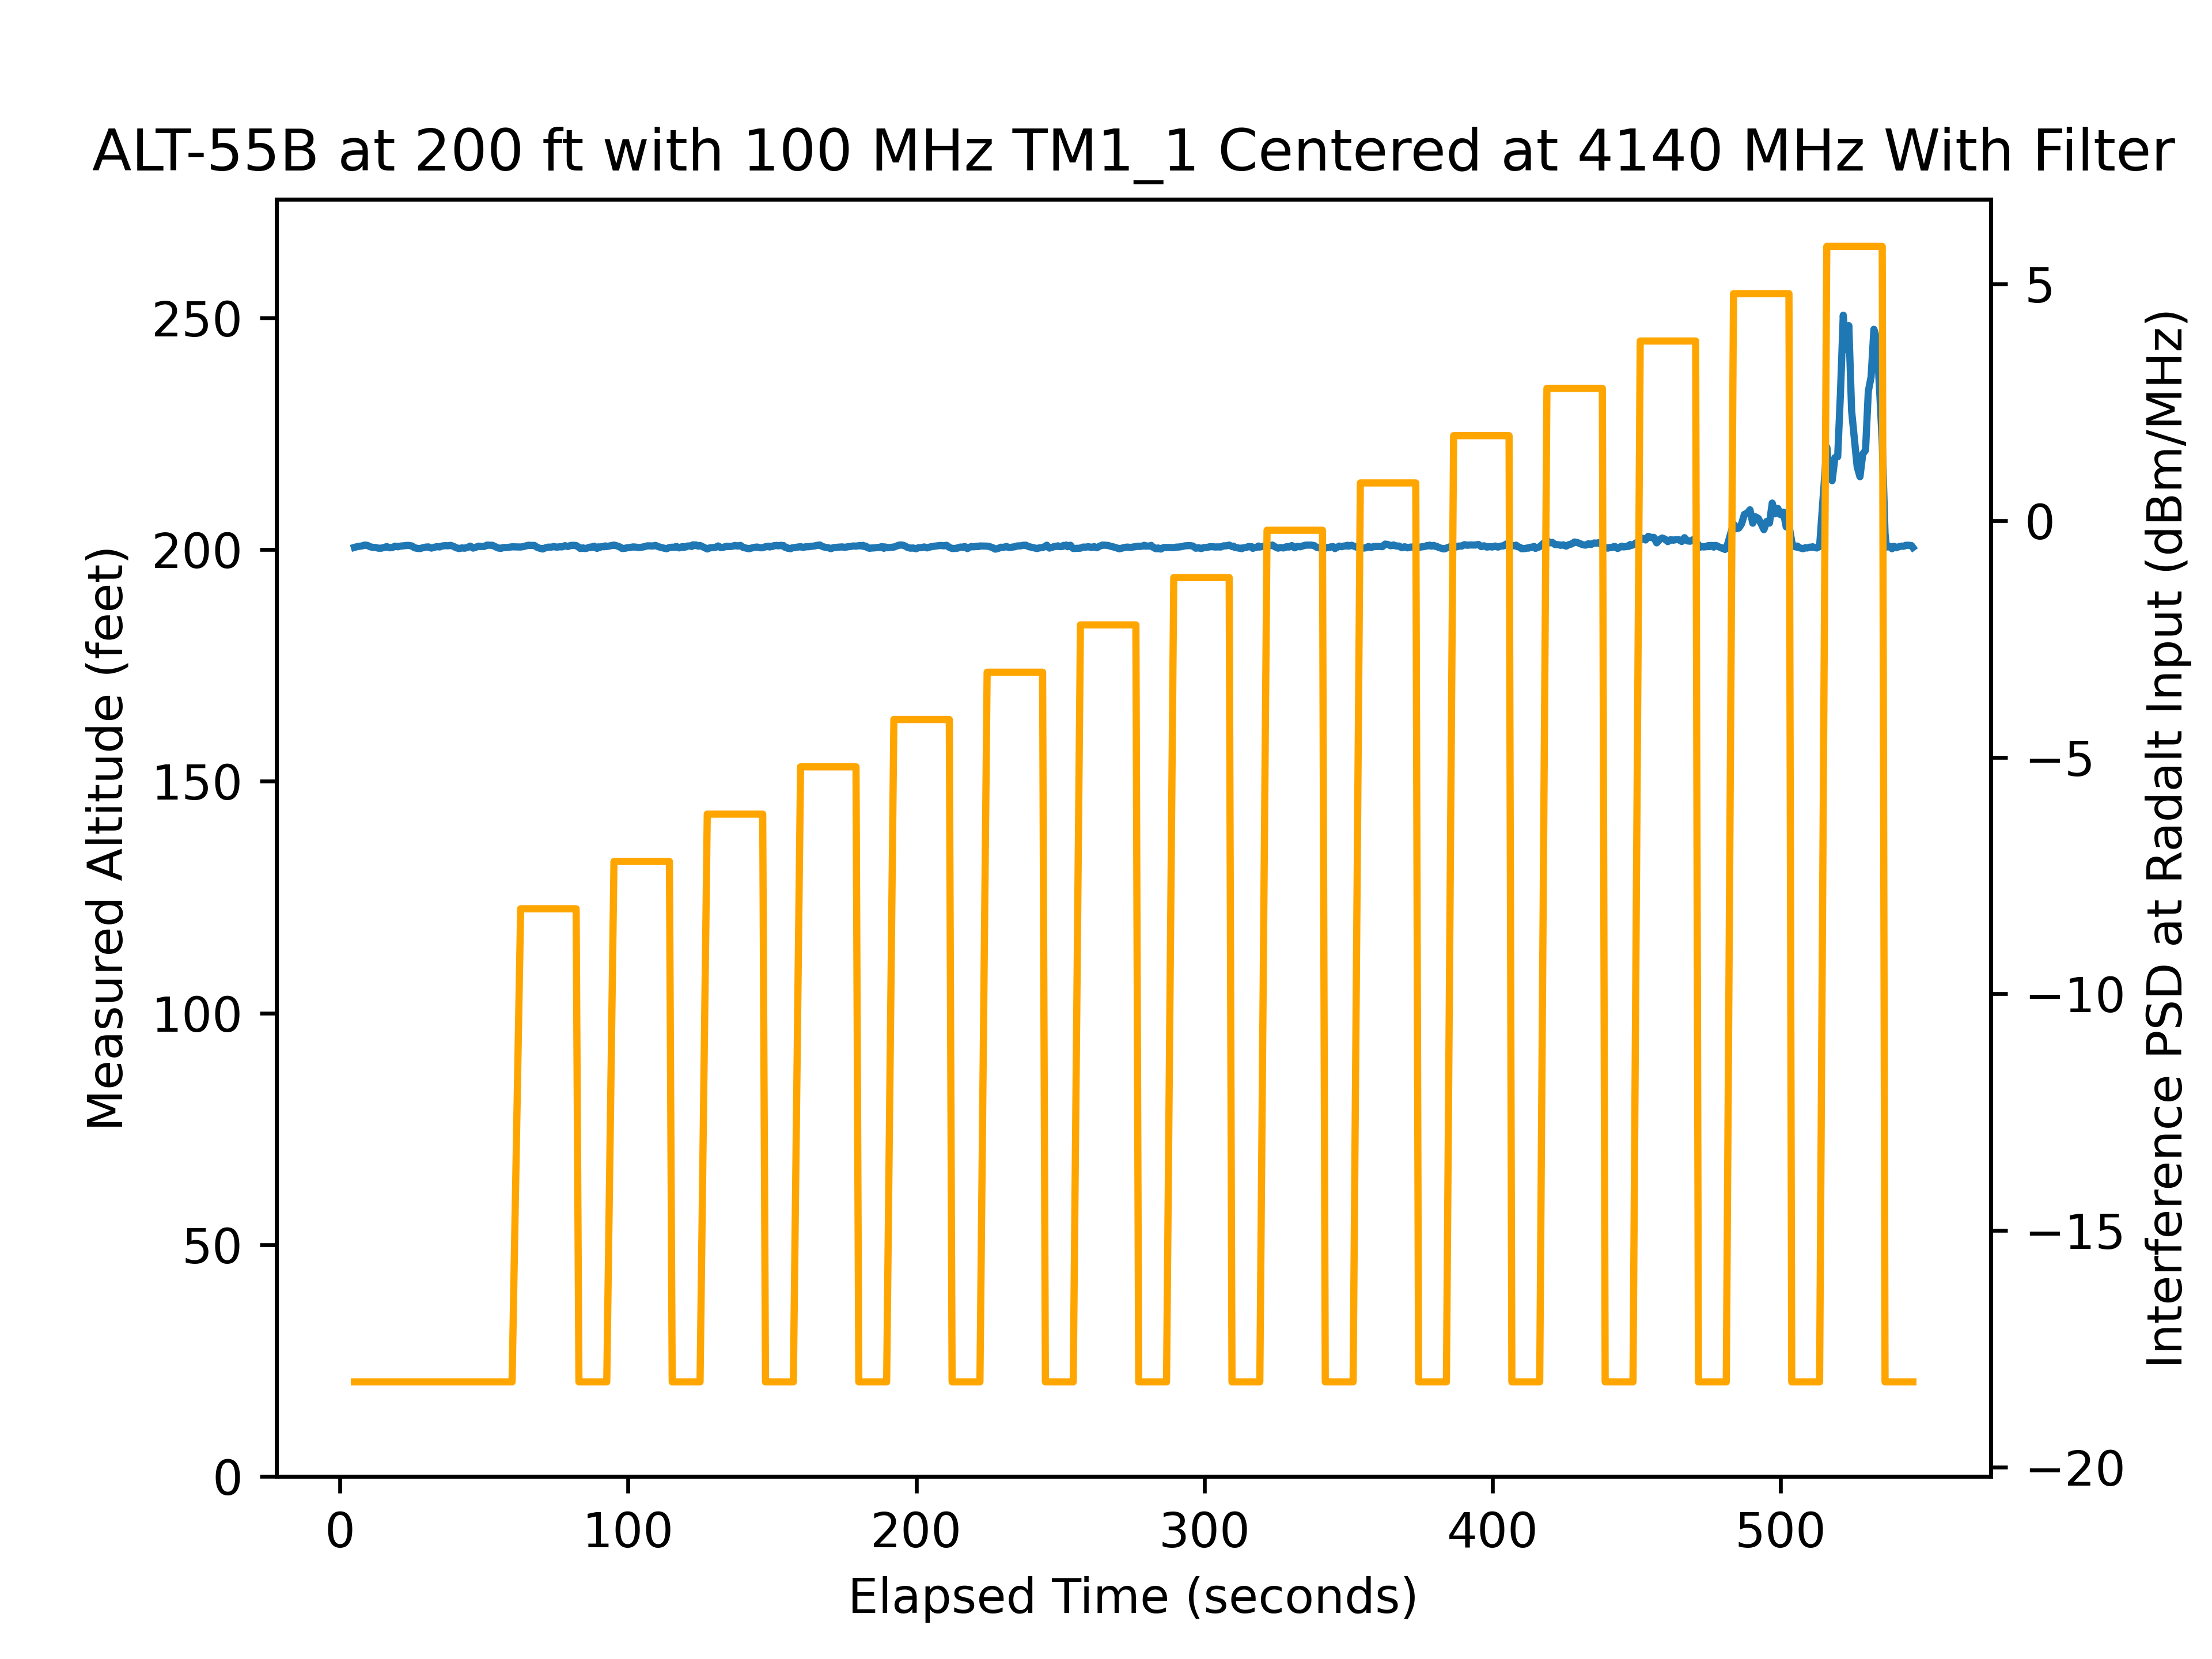 ALT-55B at 200 ft with 100 MHz TM1_1 Centered at 4140 MHz With Filter
Measured Altitude (feet)
250
200
150
100
50
0
5
0
−5
−10
−15
−20
Interference PSD at Radalt Input (dBm/MHz)
0 100 200 300 400 500
Elapsed Time (seconds)